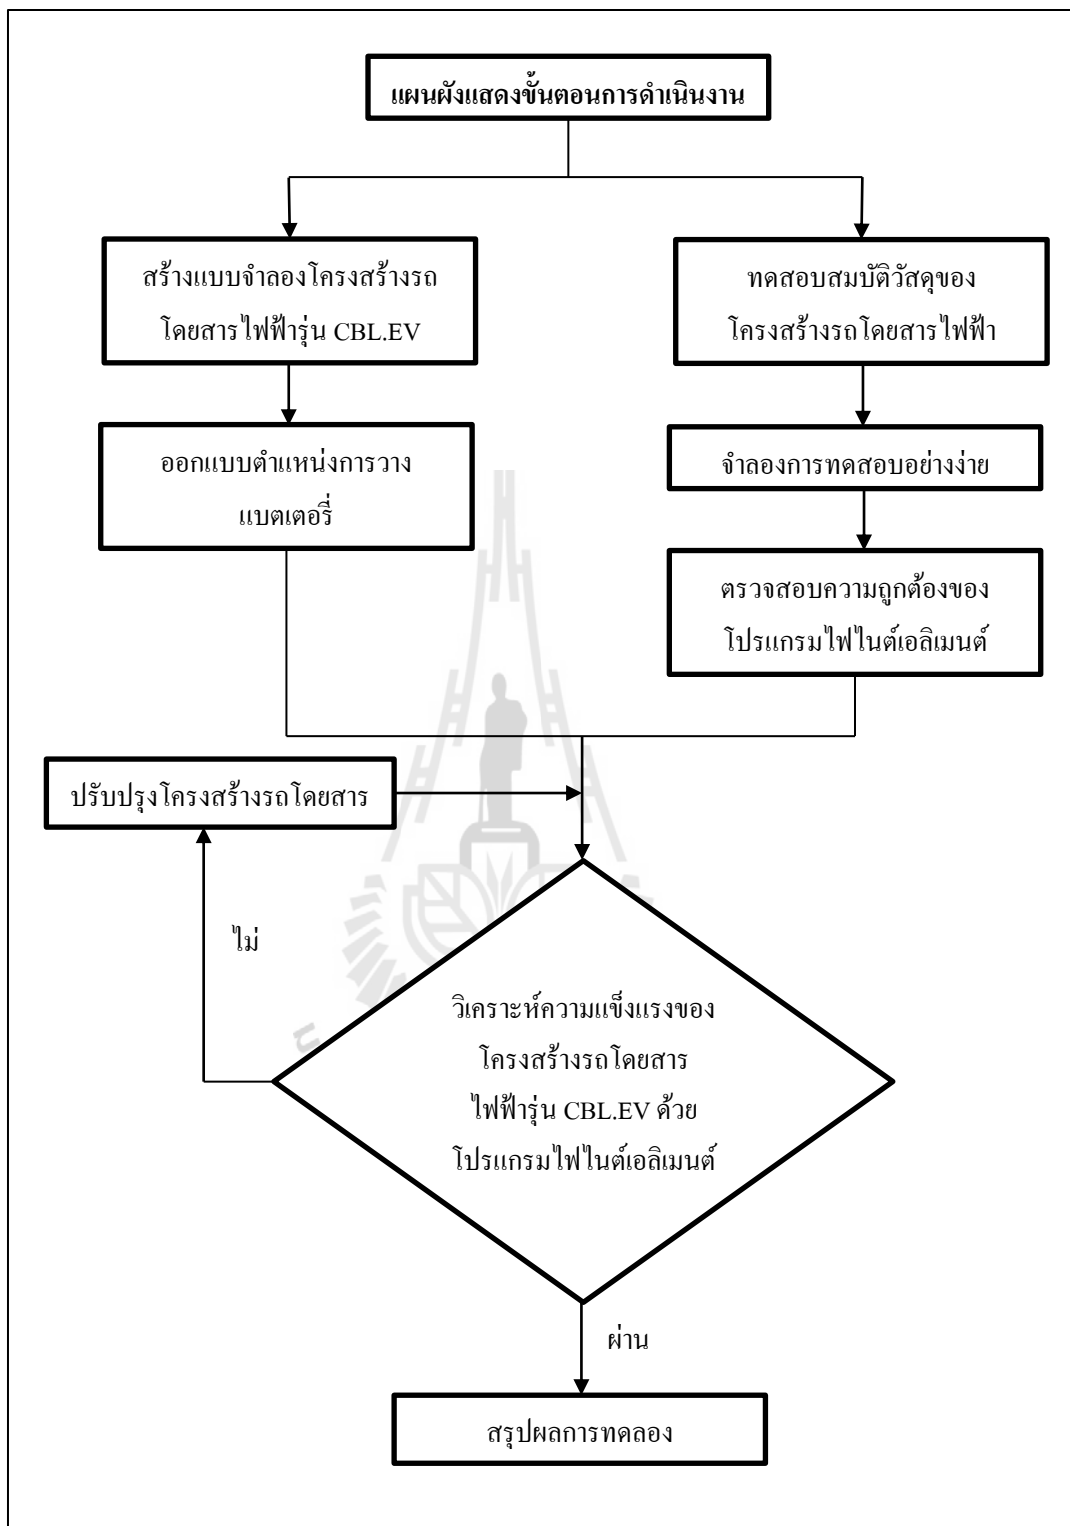 แผนผังแสดงขั้นตอนการดำเนินงาน
สร้างแบบจำลองโครงสร้างรถ
โดยสารไฟฟ้ารุ่น CBL.EV
ออกแบบตำแหน่งการวาง
แบตเตอรี่
ทดสอบสมบัติวัสดุของ
โครงสร้างรถโดยสารไฟฟ้า
จำลองการทดสอบอย่างง่าย
ตรวจสอบความถูกต้องของ
โปรแกรมไฟไนต์เอลิเมนต์
ปรับปรุงโครงสร้างรถโดยสาร
ไม่
วิเคราะห์ความแข็งแรงของ
โครงสร้างรถโดยสาร
ไฟฟ้ารุ่น CBL.EV ด้วย
โปรแกรมไฟไนต์เอลิเมนต์
ผ่าน
สรุปผลการทดลอง